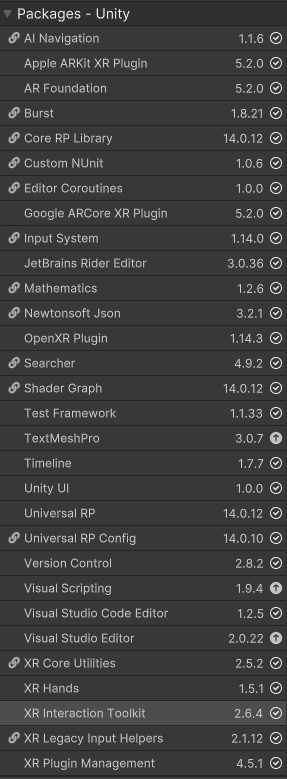 Packages - Unity
AI Navigation 1.1.6
Apple ARKit XR Plugin 5.2.0
AR Foundation 5.2.0
Burst 1.8.21
Core RP Library 14.0.12
Custom NUnit 1.0.6
Editor Coroutines 1.0.0
Google ARCore XR Plugin 5.2.0
Input System 1.14.0
JetBrains Rider Editor 3.0.36
Mathematics 1.2.6
Newtonsoft Json 3.2.1
OpenXR Plugin 1.14.3
Searcher 4.9.2
Shader Graph 14.0.12
Test Framework 1.1.33
TextMeshPro 3.0.7
Timeline 1.7.7
Unity UI 1.0.0
Universal RP 14.0.12
Universal RP Config 14.0.10
Version Control 2.8.2
Visual Scripting 1.9.4
Visual Studio Code Editor 1.2.5
Visual Studio Editor 2.0.22
XR Core Utilities 2.5.2
XR Hands 1.5.1
XR Interaction Toolkit 2.6.4
XR Legacy Input Helpers 2.1.12
XR Plugin Management 4.5.1